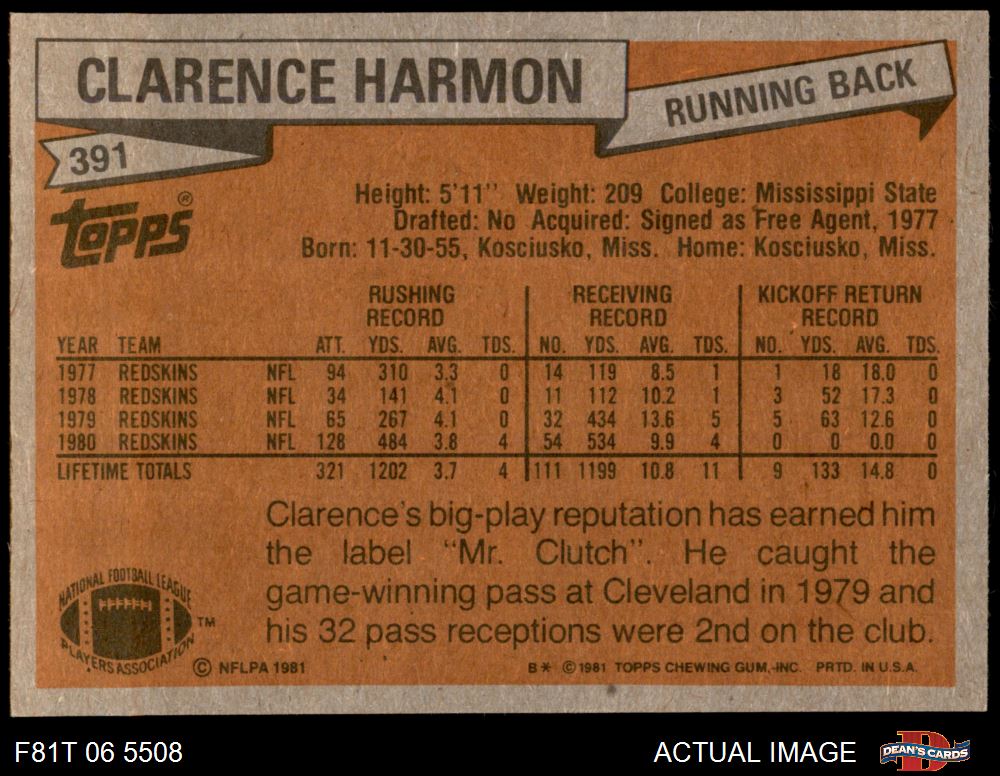 CLARENCE HARMON
RUNNING BACK
391
TOPPS®
Height: 5'11" Weight: 209 College: Mississippi State
Drafted: No Acquired: Signed as Free Agent, 1977
Born: 11-30-55, Kosciusko, Miss. Home: Kosciusko, Miss.
RUSHING RECORD RECEIVING RECORD KICKOFF RETURN RECORD
YEAR TEAM ATT. YDS. AVG. TDS. NO. YDS. AVG. TDS. NO. YDS. AVG. TDS.
1977 REDSKINS NFL 94 310 3.3 0 14 119 8.5 1 1 18 18.0 0
1978 REDSKINS NFL 34 141 4.1 0 11 112 10.2 1 3 52 17.3 0
1979 REDSKINS NFL 65 267 4.1 0 32 434 13.6 5 5 63 12.6 0
1980 REDSKINS NFL 128 484 3.8 4 54 534 9.9 4 0 0 0.0 0
LIFETIME TOTALS 321 1202 3.7 4 111 1199 10.8 11 9 133 14.8 0
Clarence's big-play reputation has earned him
the label "Mr. Clutch". He caught the
game-winning pass at Cleveland in 1979 and
his 32 pass receptions were 2nd on the club.
NATIONAL FOOTBALL LEAGUE
PLAYERS ASSOCIATION
TM
© NFLPA 1981
B* © 1981 TOPPS CHEWING GUM, INC. PRTD. IN U.S.A.
F81T 06 5508
ACTUAL IMAGE
D
DEAN'S CARDS